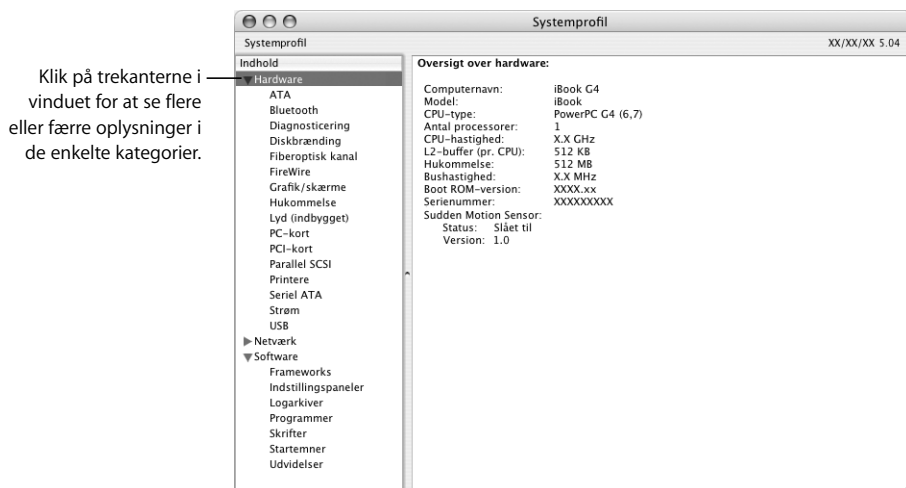 Systemprofil
Systemprofil
XX/XX/XX 5.04
Klik på trekanterne i
vinduet for at se flere
eller færre oplysninger i
de enkelte kategorier.
Indhold
Hardware
ATA
Bluetooth
Diagnosticering
Diskbrænding
Fiberoptisk kanal
FireWire
Grafik/skærme
Hukommelse
Lyd (indbygget)
PC-kort
PCI-kort
Parallel SCSI
Printere
Seriel ATA
Strøm
USB
Netværk
Software
Frameworks
Indstillingspaneler
Logarkiver
Programmer
Skrifter
Startemner
Udvidelser
Oversigt over hardware:
Computernavn: iBook G4
Model: iBook
CPU-type: PowerPC G4 (6,7)
Antal processorer: 1
CPU-hastighed: X.X GHz
L2-buffer (pr. CPU): 512 KB
Hukommelse: 512 MB
Bushastighed: X.X MHz
Boot ROM-version: XXXX.xx
Serienummer: XXXXXXXXX
Sudden Motion Sensor:
Status: Slået til
Version: 1.0